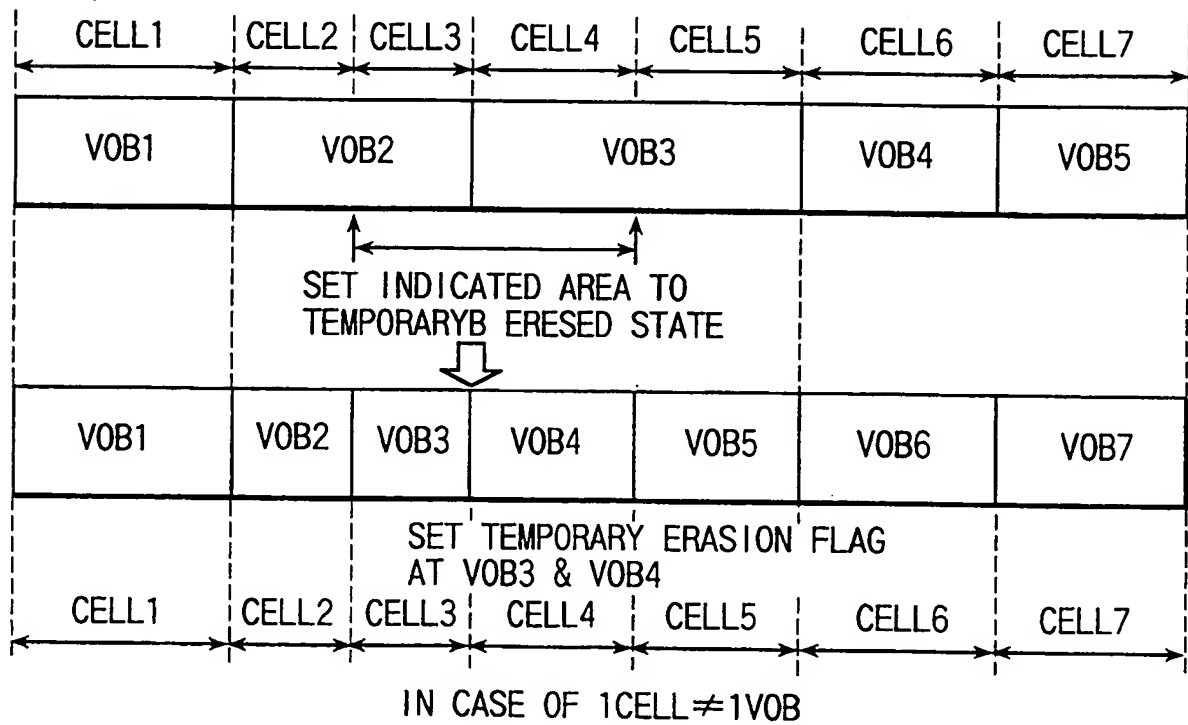 CELL1 CELL2 CELL3 CELL4 CELL5 CELL6 CELL7
VOB1 VOB2 VOB3 VOB4 VOB5
SET INDICATED AREA TO
TEMPORARYB ERESED STATE
VOB1 VOB2 VOB3 VOB4 VOB5 VOB6 VOB7
SET TEMPORARY ERASION FLAG
AT VOB3 & VOB4
CELL1 CELL2 CELL3 CELL4 CELL5 CELL6 CELL7
IN CASE OF 1CELL≠1VOB